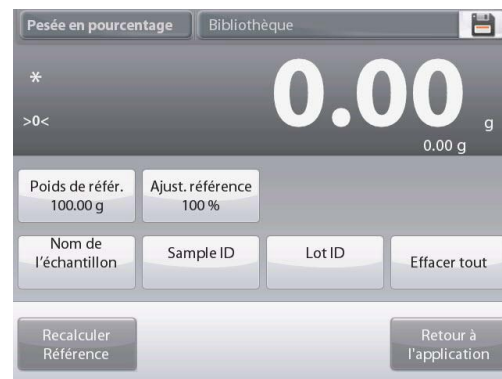 Pesée en pourcentage
Bibliothèque
*
0.00
>0<
g
0.00 g
Poids de référ.
100.00 g
Ajust. référence
100 %
Nom de
l'échantillon
Sample ID
Lot ID
Effacer tout
Recalculer
Référence
Retour à
l'application